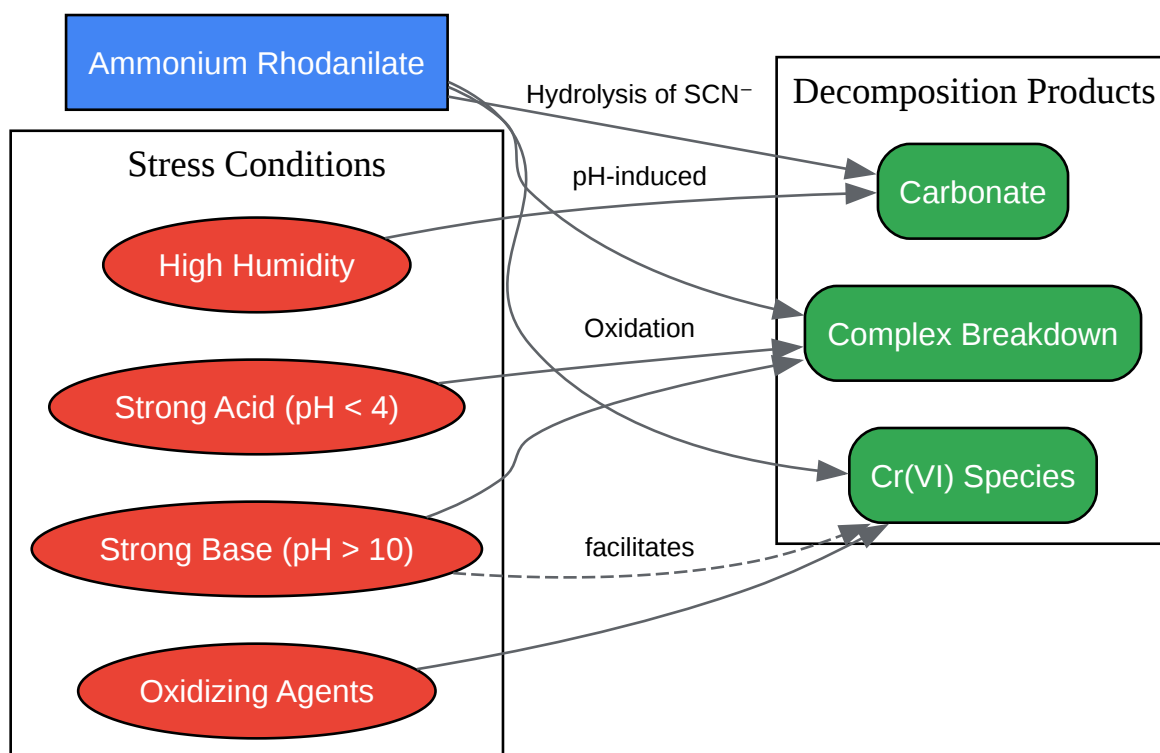 Ammonium Rhodanilate
Hydrolysis of SCN⁻
Decomposition Products
Stress Conditions
pH-induced
Carbonate
High Humidity
Oxidation
Complex Breakdown
Strong Acid (pH < 4)
Cr(VI) Species
Strong Base (pH > 10)
facilitates
Oxidizing Agents